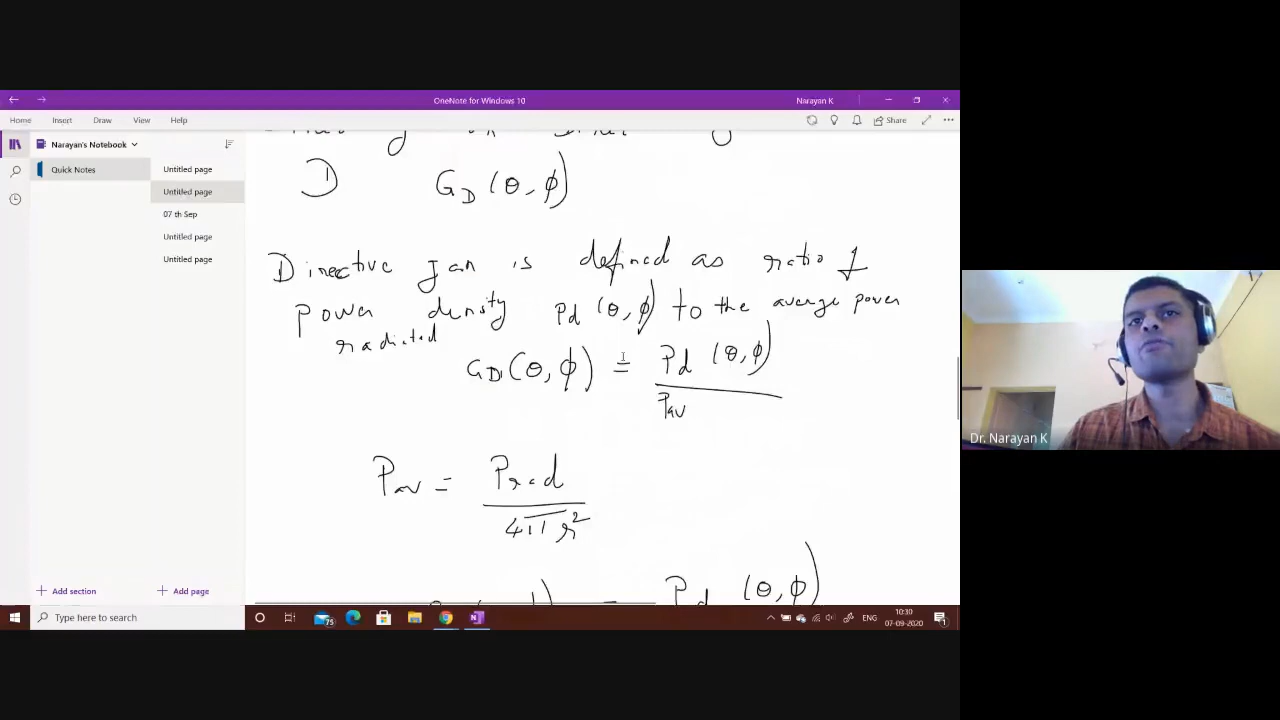 OneNote for Windows 10
Narayan K
Home Insert Draw View Help
Share
Narayan's Notebook
Quick Notes
Untitled page
Untitled page
07 th Sep
Untitled page
Untitled page
D G_D (θ, φ)
Directive gan is defined as ratio of
Power density Pd (θ, φ) to the average power
radiated
G_D (θ, φ) = Pd (θ, φ)
Pav
Pav = Prad
4π r²
Pd (θ, φ)
Add section
Add page
Type here to search
75
ENG
10:30
07-09-2020
1
Dr. Narayan K